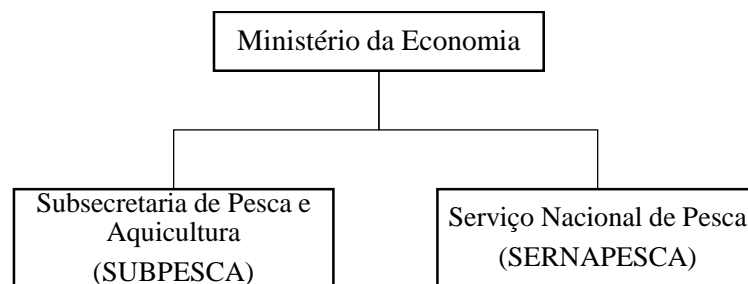 Ministério da Economia
Subsecretaria de Pesca e
Aquicultura
(SUBPESCA)
Serviço Nacional de Pesca
(SERNAPESCA)